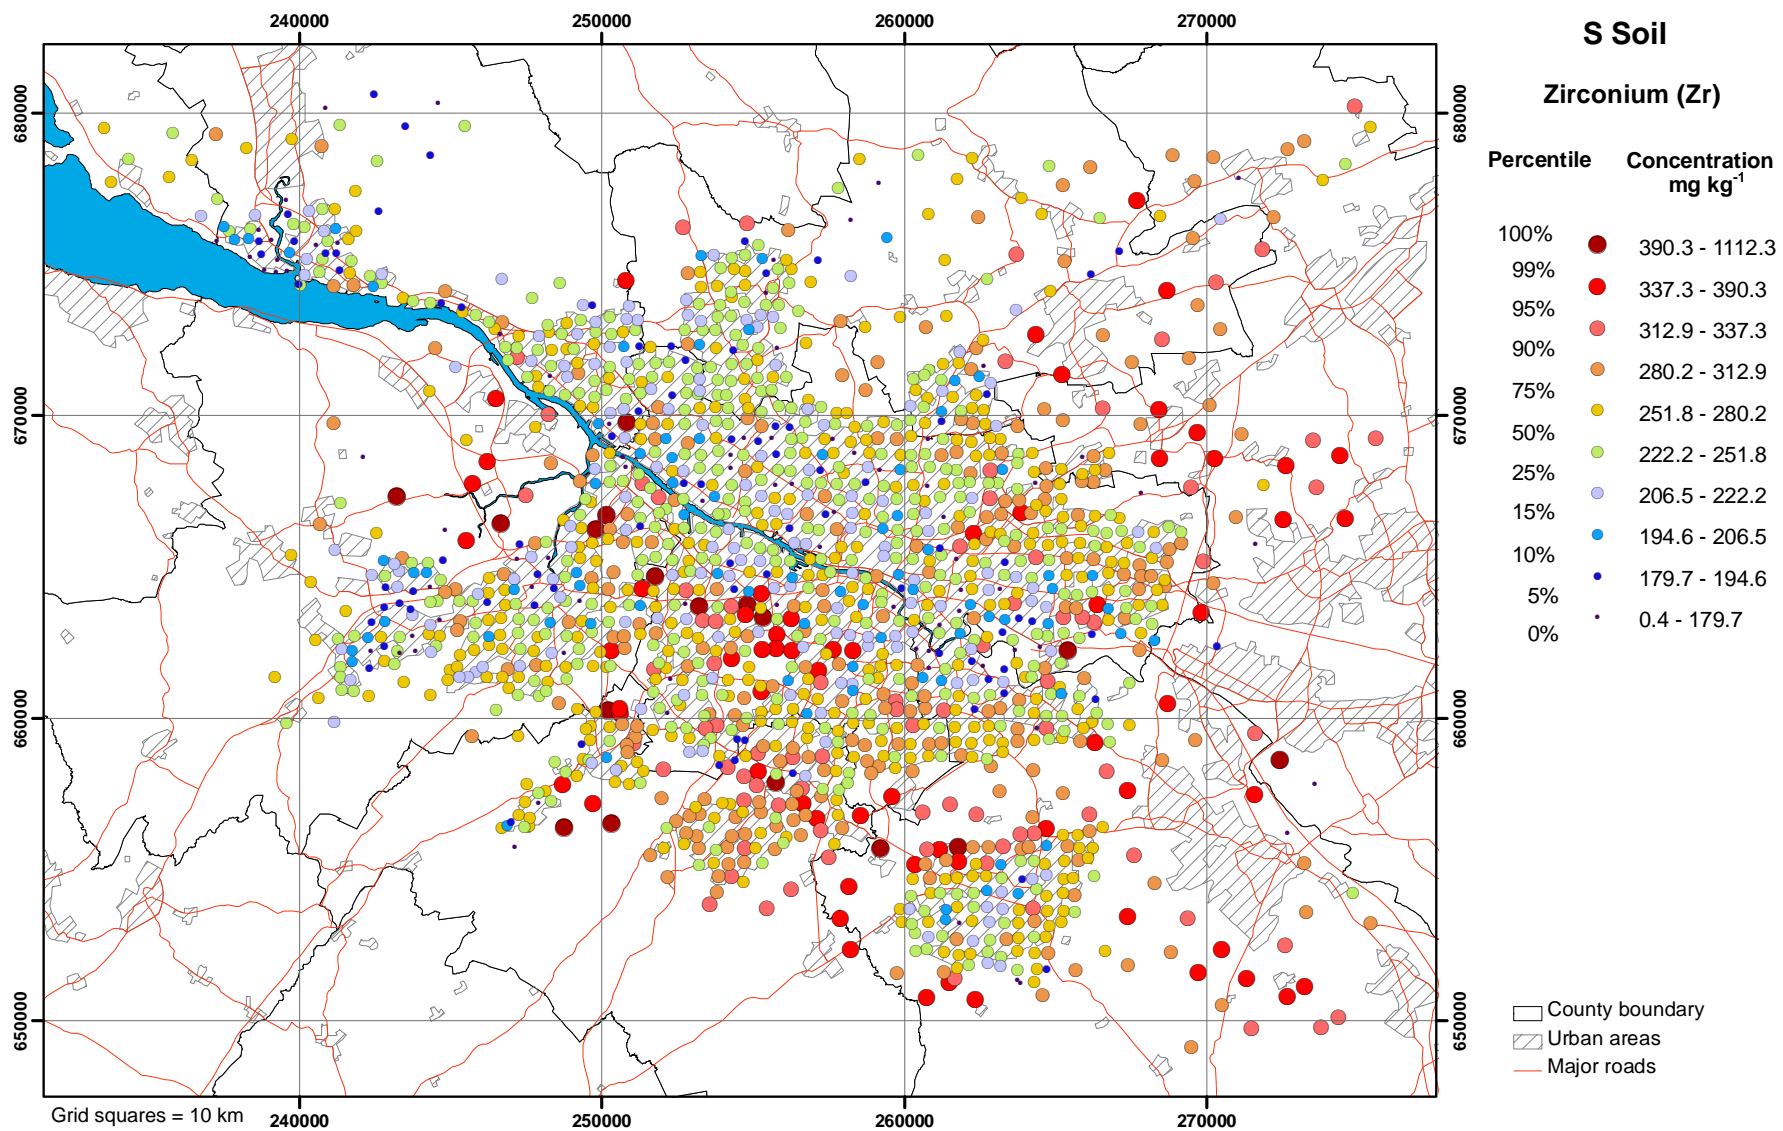 240000 250000 260000 270000
S Soil
Zirconium (Zr)
Percentile Concentration
mg kg-1
100%
390.3 - 1112.3
99%
337.3 - 390.3
95%
312.9 - 337.3
90%
280.2 - 312.9
75%
251.8 - 280.2
50%
222.2 - 251.8
25%
206.5 - 222.2
15%
194.6 - 206.5
10%
179.7 - 194.6
5%
0.4 - 179.7
0%
680000 680000
670000 670000
660000 660000
650000 650000
County boundary
Urban areas
Major roads
Grid squares = 10 km
240000 250000 260000 270000